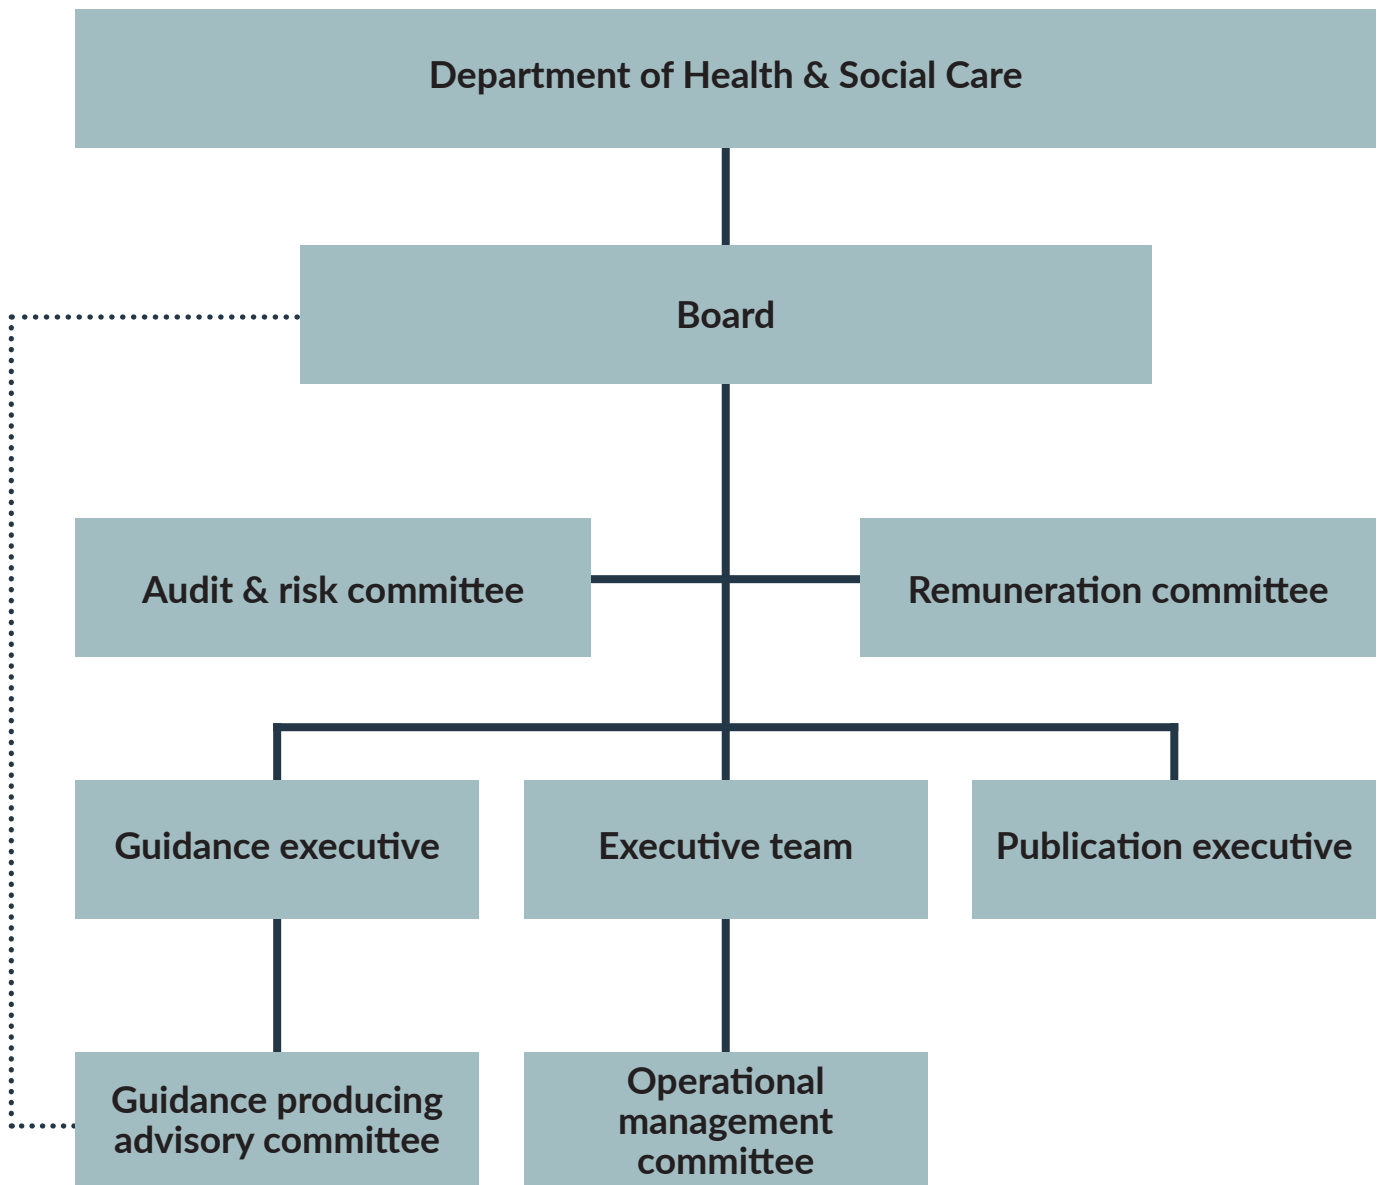 Department of Health & Social Care
Board
Audit & risk committee
Remuneration committee
Guidance executive
Executive team
Publication executive
Guidance producing
advisory committee
Operational
management
committee